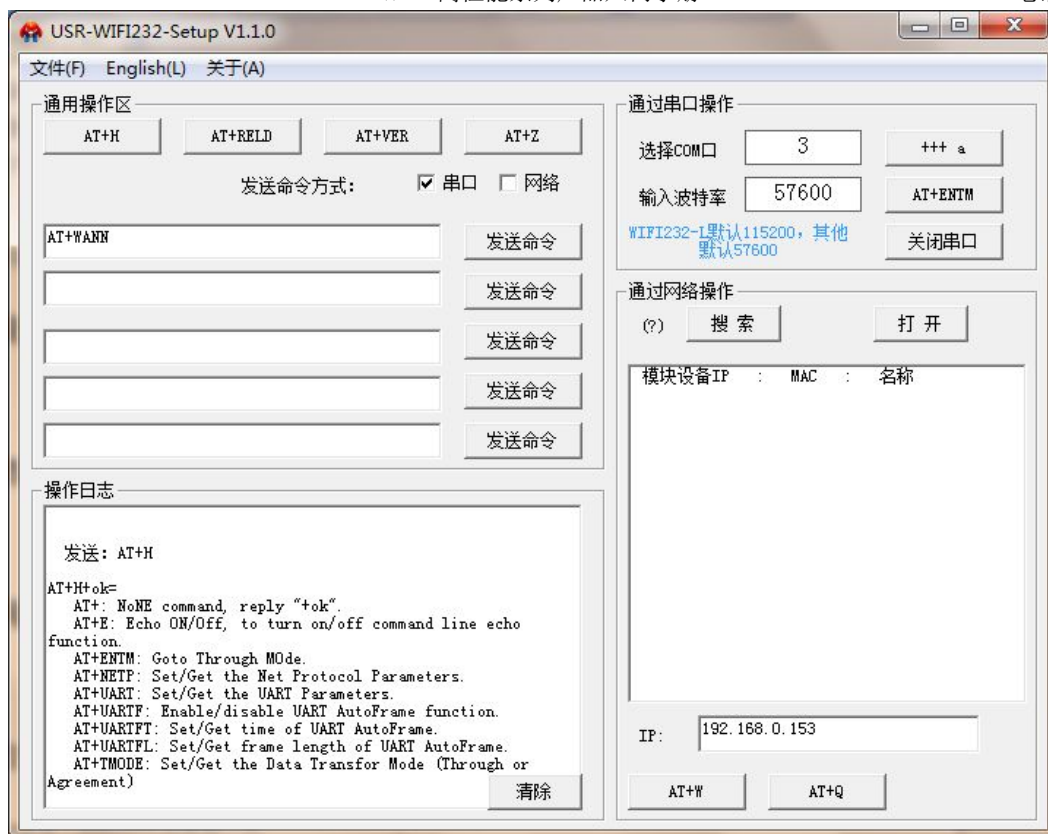 USR-WIFI232-Setup V1.1.0
文件(F) English(L) 关于(A)
通用操作区
AT+H AT+RELD AT+VER AT+Z
发送命令方式: 串口 网络
AT+WANN 发送命令
发送命令
发送命令
发送命令
发送命令
操作日志
发送: AT+H
AT+H+ok=
AT+: NoNE command, reply "+ok".
AT+E: Echo ON/Off, to turn on/off command line echo
function.
AT+ENTM: Goto Through MOde.
AT+NETP: Set/Get the Net Protocol Parameters.
AT+UART: Set/Get the UART Parameters.
AT+UARTF: Enable/disable UART AutoFrame function.
AT+UARTFT: Set/Get time of UART AutoFrame.
AT+UARTFL: Set/Get frame length of UART AutoFrame.
AT+TMODE: Set/Get the Data Transfor Mode (Through or
Agreement)
清除
通过串口操作
选择COM口 3 +++ a
输入波特率 57600 AT+ENTM
WIFI232-L默认115200，其他
默认57600
关闭串口
通过网络操作
(?) 搜 索 打 开
模块设备IP : MAC : 名称
IP: 192.168.0.153
AT+W AT+Q